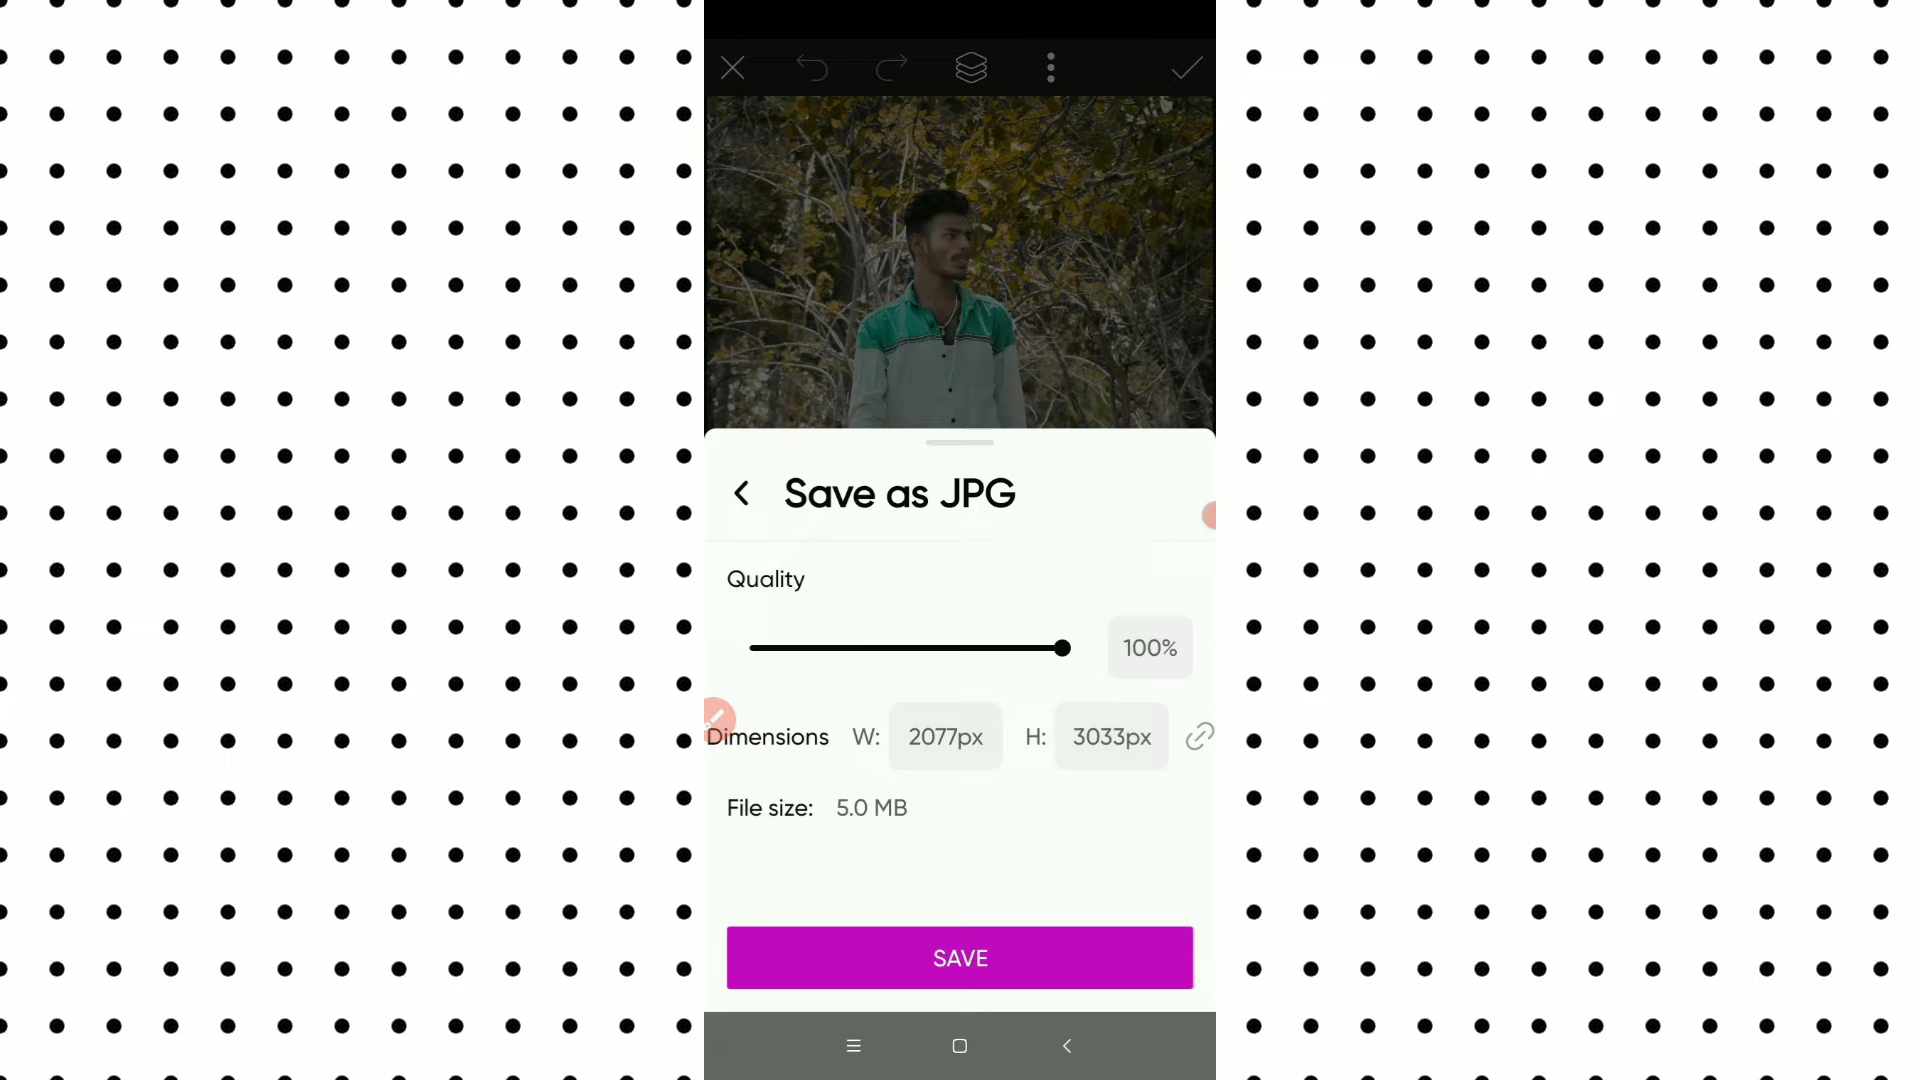 Save as JPG
Quality
100%
Dimensions W: 2077px H: 3033px
File size: 5.0 MB
SAVE